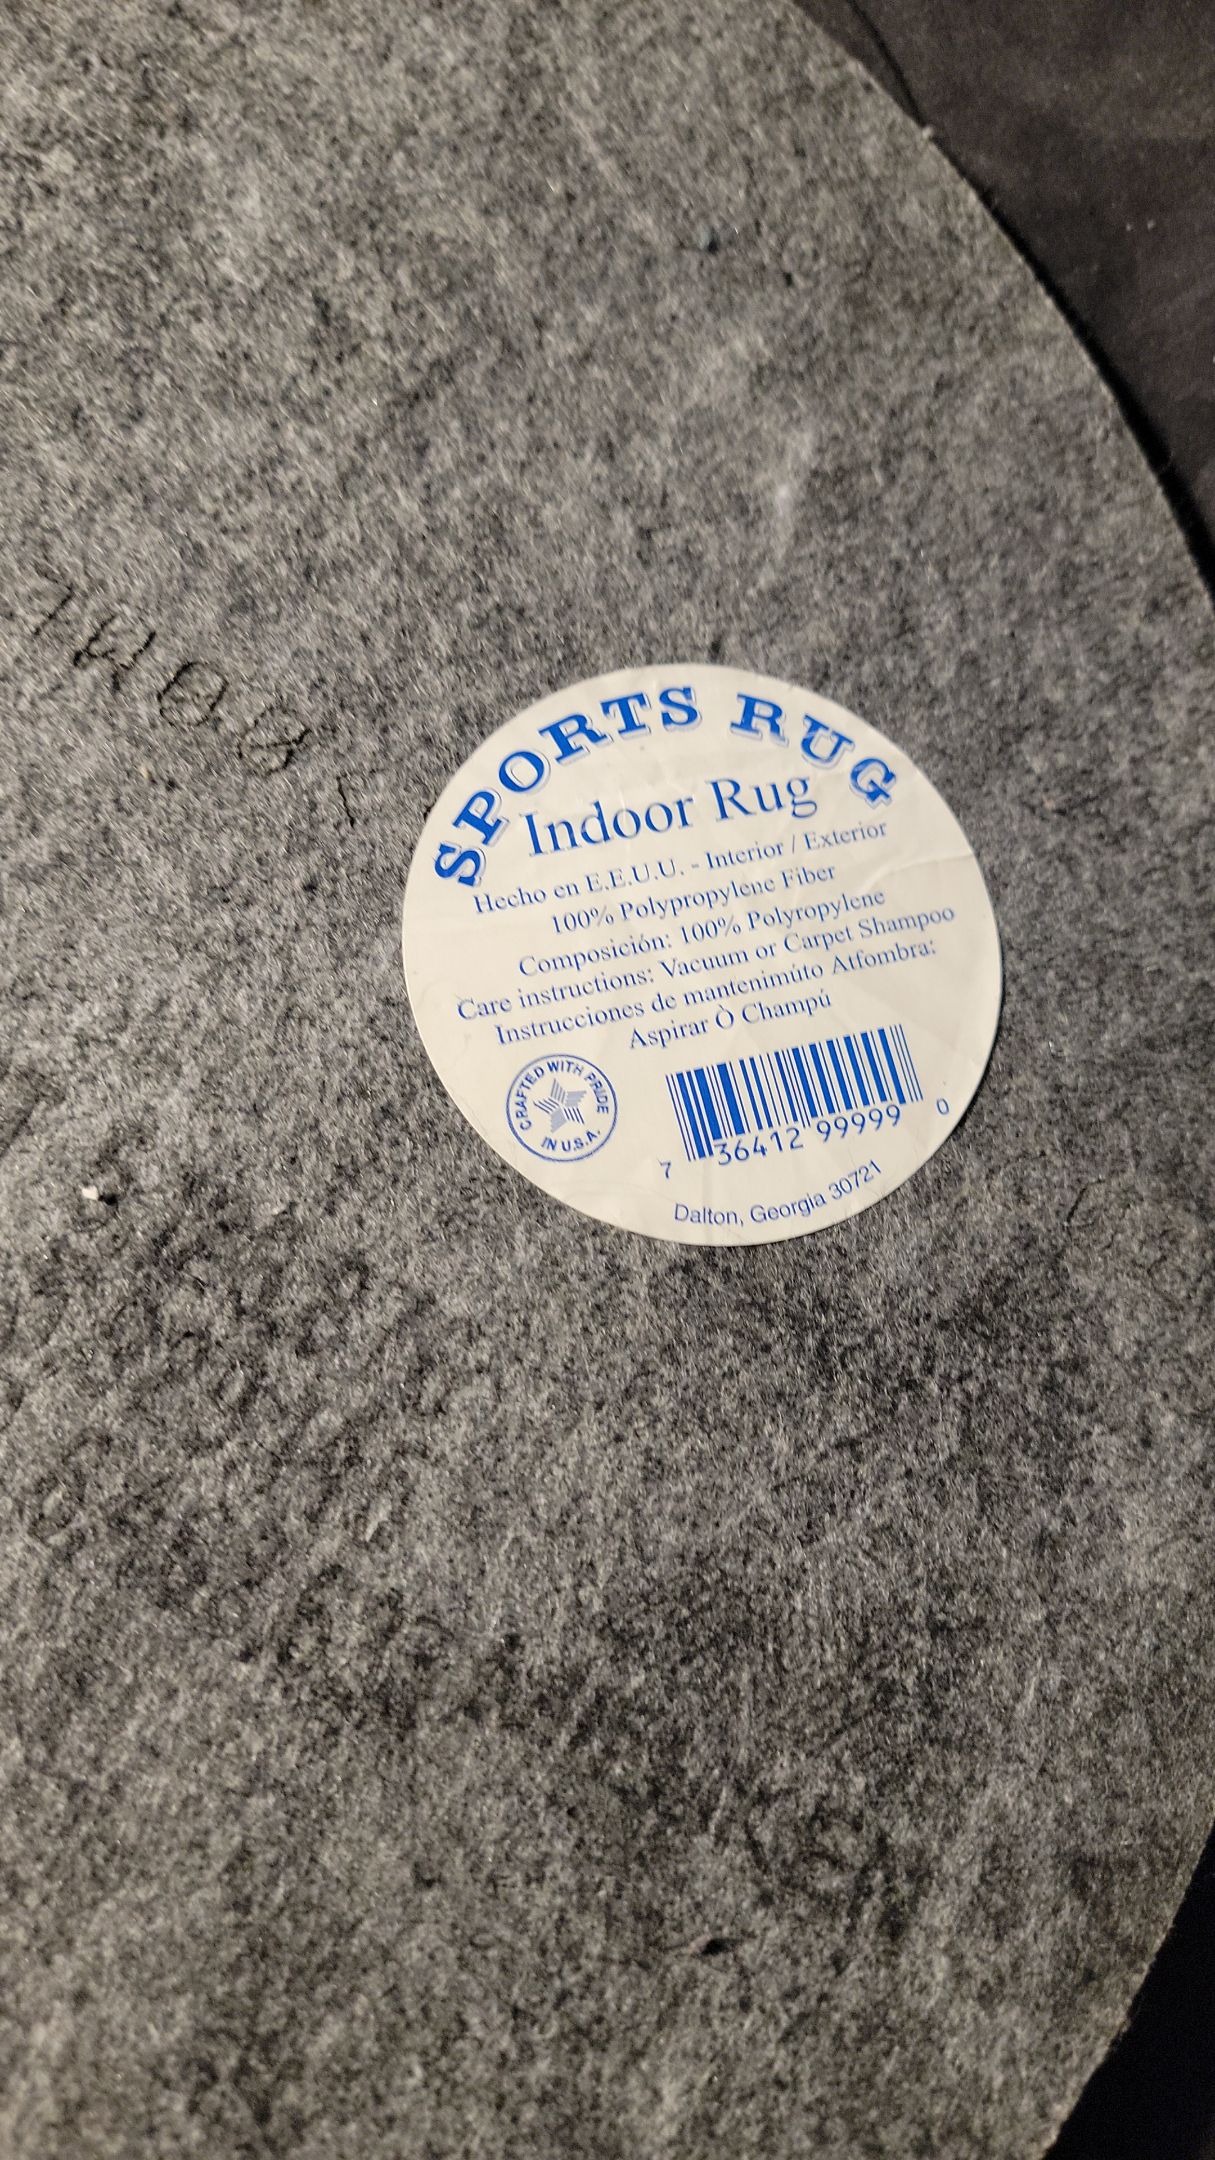 SPORTS RUG
Indoor Rug
Hecho en E.E.U.U. - Interior / Exterior
100% Polypropylene Fiber
Composición: 100% Polyropylene
Care instructions: Vacuum or Carpet Shampoo
Instrucciones de mantenimúto Atfombra:
Aspirar Ò Champú
CRAFTED WITH PRIDE
IN U.S.A.
7 36412 99999 0
Dalton, Georgia 30721